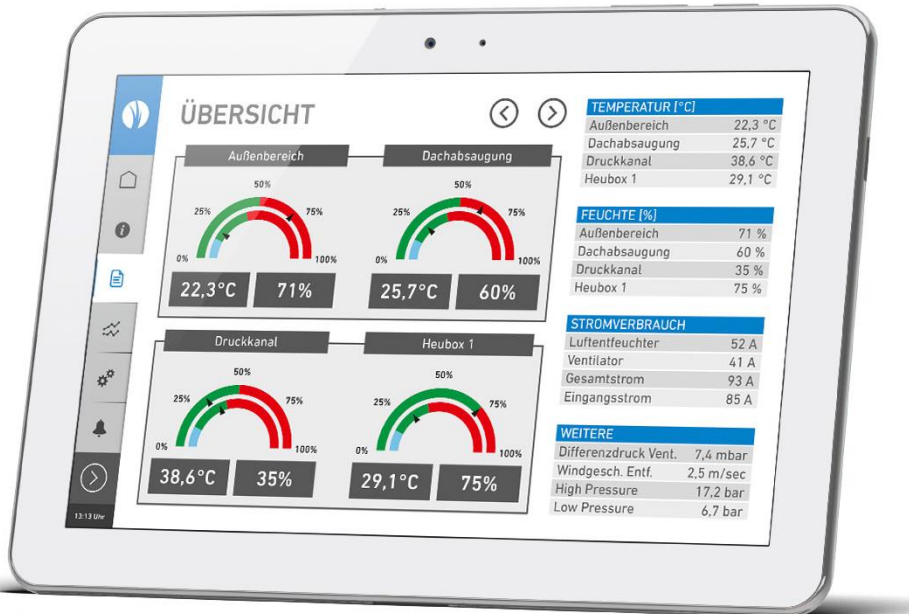 ÜBERSICHT
Außenbereich
0%
25%
50%
75%
100%
22,3°C
71%
Dachabsaugung
0%
25%
50%
75%
100%
25,7°C
60%
Druckkanal
0%
25%
50%
75%
100%
38,6°C
35%
Heubox 1
0%
25%
50%
75%
100%
29,1°C
75%
TEMPERATUR [°C]
Außenbereich 22,3 °C
Dachabsaugung 25,7 °C
Druckkanal 38,6 °C
Heubox 1 29,1 °C
FEUCHTE [%]
Außenbereich 71 %
Dachabsaugung 60 %
Druckkanal 35 %
Heubox 1 75 %
STROMVERBRAUCH
Luftentfeuchter 52 A
Ventilator 41 A
Gesamtstrom 93 A
Eingangsstrom 85 A
WEITERE
Differenzdruck Vent. 7,4 mbar
Windgesch. Entf. 2,5 m/sec
High Pressure 17,2 bar
Low Pressure 6,7 bar
13:13 Uhr